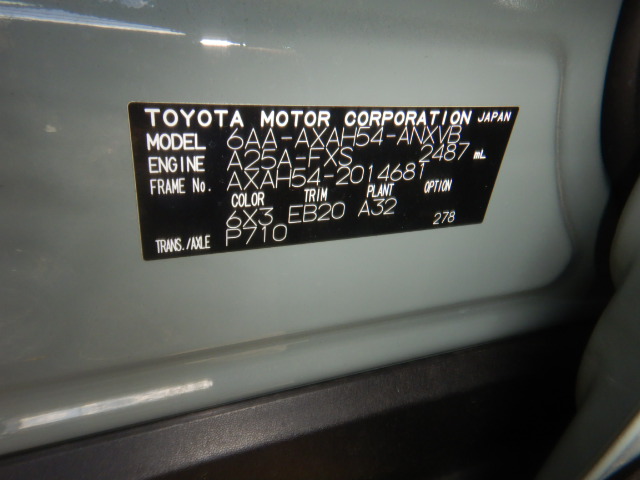 TOYOTA MOTOR CORPORATION JAPAN
MODEL 6AA-AXAH54-ANXVB
ENGINE A25A-FXS 2487 mL
FRAME No. AXAH54-2014681
COLOR TRIM PLANT OPTION
6X3 EB20 A32 278
TRANS./AXLE P710